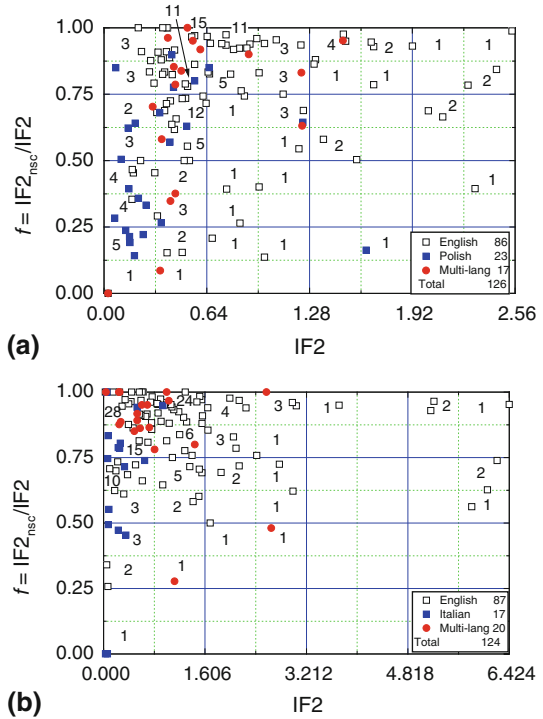 11
15
11
1.00
3 3 4 1 1
3 5 3 1 1 1 1
0.75
2 12 1 1 2
3 5 1 2 1
0.50
4 2 1 1 1
4 3 1
0.25
5 2 1 1 1
1 1
0.00
f = IF2nsc/IF2
English 86
Polish 23
Multi-lang 17
Total 126
0.00 0.64 1.28 1.92 2.56
IF2
(a)
1.00
28 24 4 3 1 2 1
15 6 3 1
0.75
10 5 2 1 2
3 2 1 1
0.50
3 1 1
2 1
0.25
1
0.00
f = IF2nsc/IF2
English 87
Italian 17
Multi-lang 20
Total 124
0.000 1.606 3.212 4.818 6.424
IF2
(b)